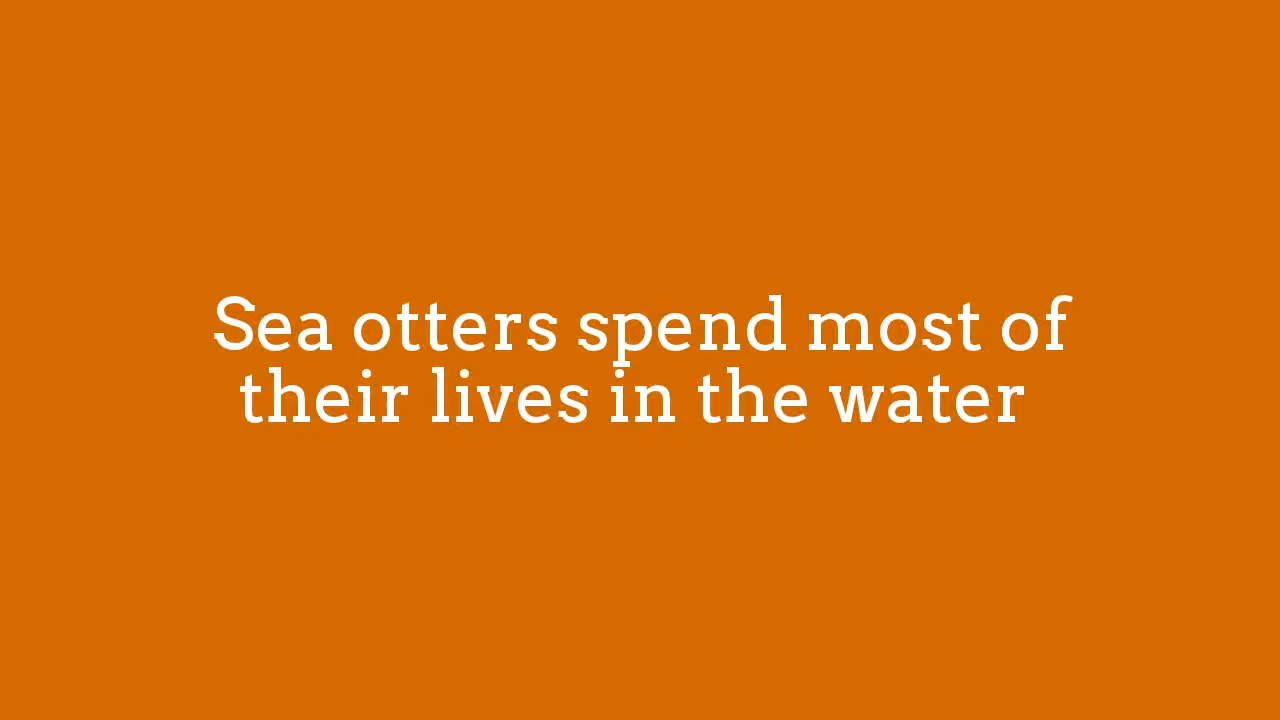 Sea otters spend most of
their lives in the water